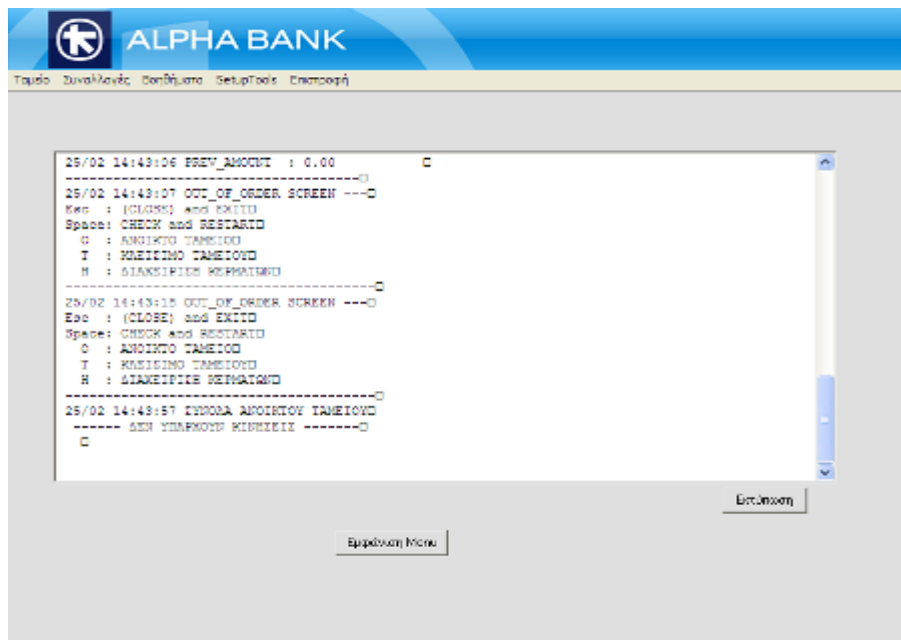 ALPHA BANK
Ταμείο Συναλλαγές Βοηθήματα SetupTools Επιστροφή
25/02 14:43:06 PREV_AMOUNT : 0.00
--------------------------------------
25/02 14:43:07 OUT_OF_ORDER SCREEN ---
Esc : (CLOSE) and EXIT
Space: CHECK and RESTART
O : ΑΝΟΙΚΤΟ ΤΑΜΕΙΟ
T : ΚΛΕΙΣΙΜΟ ΤΑΜΕΙΟΥ
H : ΔΙΑΧΕΙΡΙΣΗ ΚΕΡΜΑΤΩΝ
----------------------------------------
25/02 14:43:15 OUT_OF_ORDER SCREEN ---
Esc : (CLOSE) and EXIT
Space: CHECK and RESTART
O : ΑΝΟΙΚΤΟ ΤΑΜΕΙΟ
T : ΚΛΕΙΣΙΜΟ ΤΑΜΕΙΟΥ
H : ΔΙΑΧΕΙΡΙΣΗ ΚΕΡΜΑΤΩΝ
----------------------------------------
25/02 14:43:57 ΣΥΝΟΛΑ ΑΝΟΙΚΤΟΥ ΤΑΜΕΙΟΥ
------ ΔΕΝ ΥΠΑΡΧΟΥΝ ΚΙΝΗΣΕΙΣ -------
Εκτύπωση
Εμφάνιση Menu